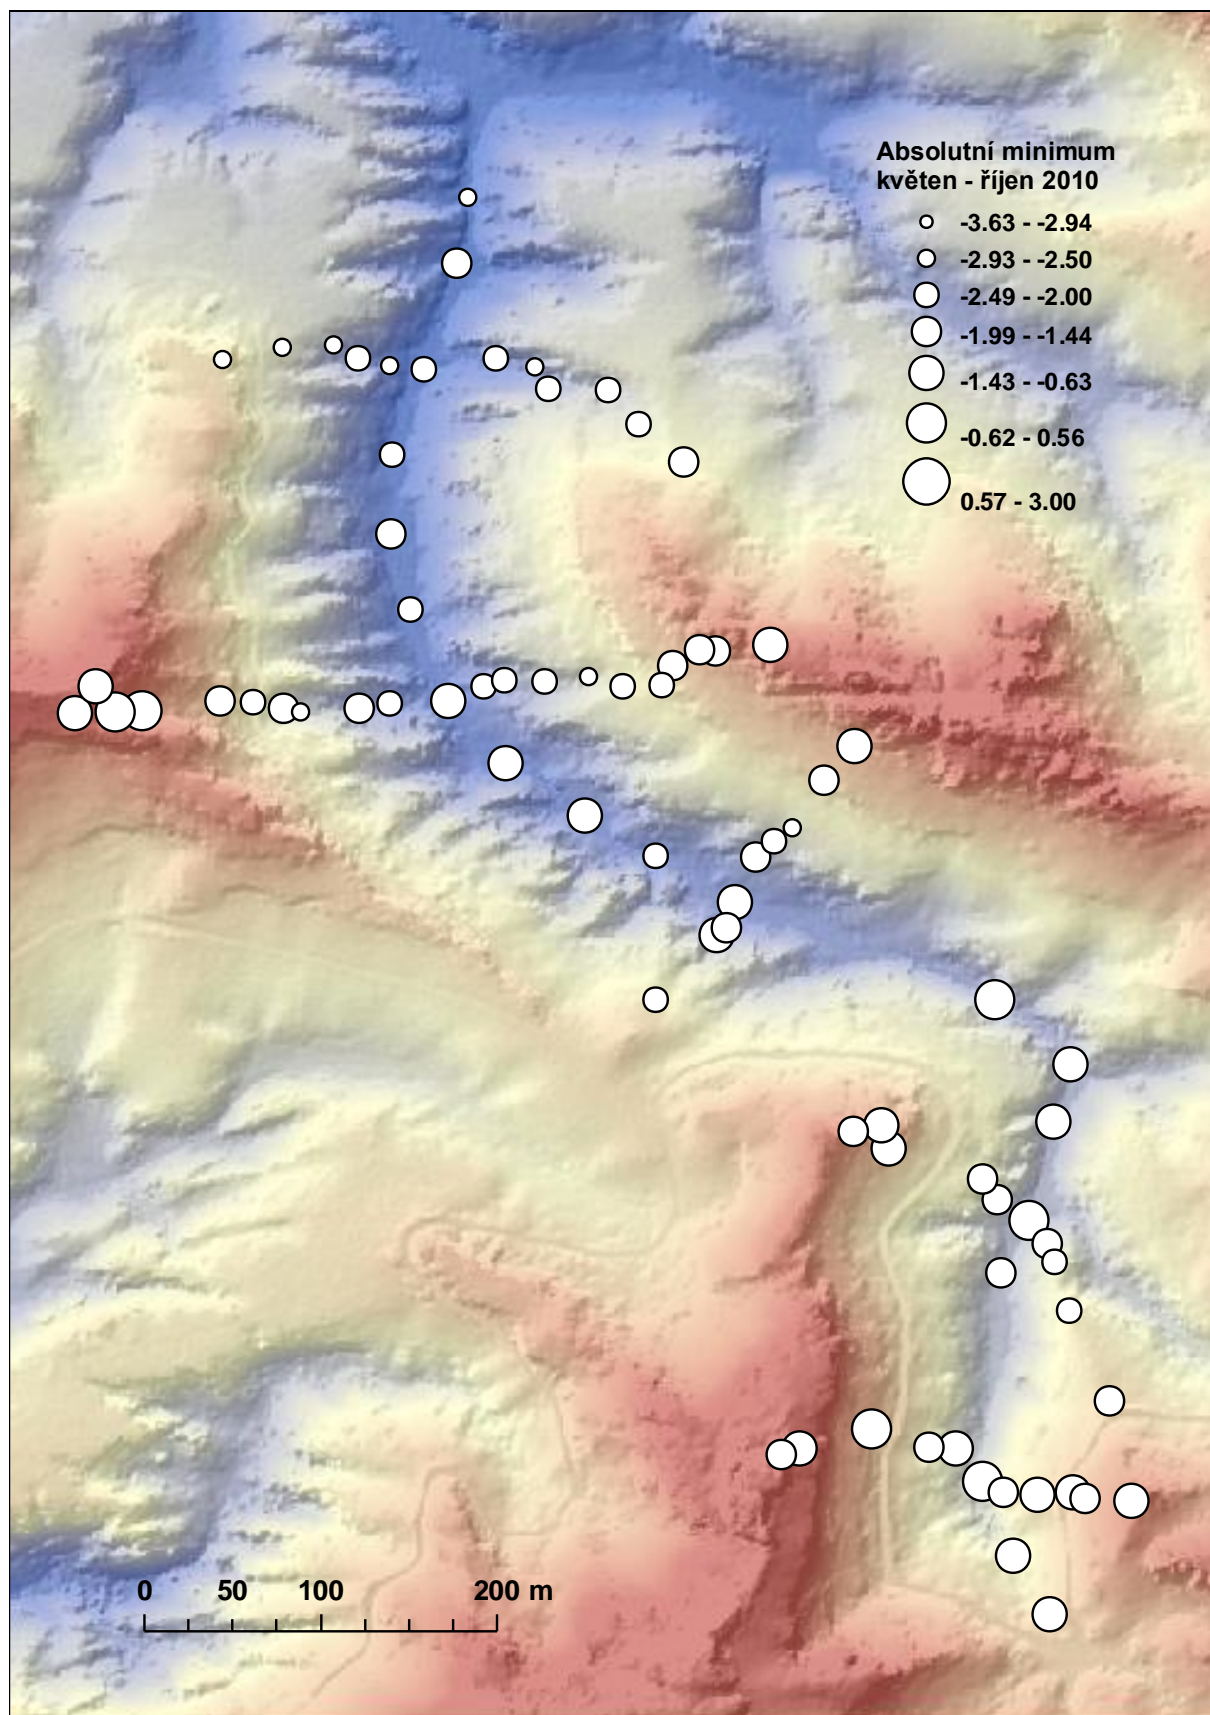 Absolutní minimum
květen - říjen 2010
-3.63 - -2.94
-2.93 - -2.50
-2.49 - -2.00
-1.99 - -1.44
-1.43 - -0.63
-0.62 - 0.56
0.57 - 3.00
0 50 100 200 m